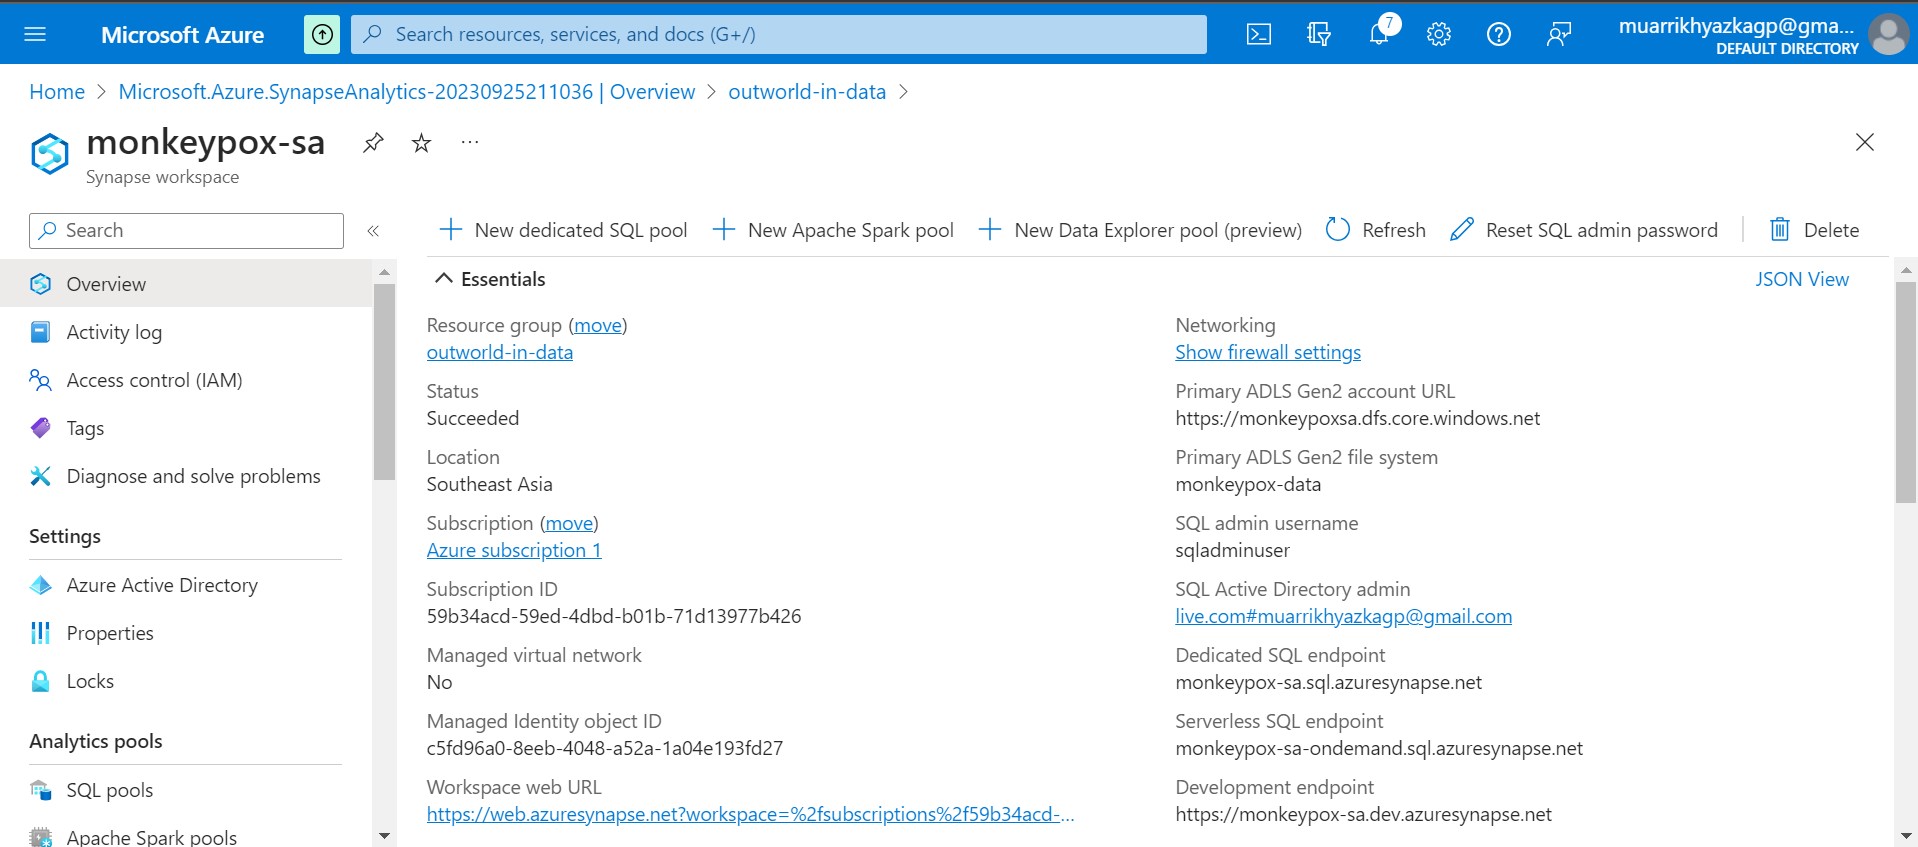 Microsoft Azure
Search resources, services, and docs (G+/)
7
muarrikhyazkagp@gma...
DEFAULT DIRECTORY
Home > Microsoft.Azure.SynapseAnalytics-20230925211036 | Overview > outworld-in-data >
monkeypox-sa
Synapse workspace
Search
Overview
Activity log
Access control (IAM)
Tags
Diagnose and solve problems
Settings
Azure Active Directory
Properties
Locks
Analytics pools
SQL pools
Apache Spark pools
New dedicated SQL pool
New Apache Spark pool
New Data Explorer pool (preview)
Refresh
Reset SQL admin password
Delete
Essentials
JSON View
Resource group (move)
outworld-in-data
Status
Succeeded
Location
Southeast Asia
Subscription (move)
Azure subscription 1
Subscription ID
59b34acd-59ed-4dbd-b01b-71d13977b426
Managed virtual network
No
Managed Identity object ID
c5fd96a0-8eeb-4048-a52a-1a04e193fd27
Workspace web URL
https://web.azuresynapse.net?workspace=%2fsubscriptions%2f59b34acd-...
Networking
Show firewall settings
Primary ADLS Gen2 account URL
https://monkeypoxsa.dfs.core.windows.net
Primary ADLS Gen2 file system
monkeypox-data
SQL admin username
sqladminuser
SQL Active Directory admin
live.com#muarrikhyazkagp@gmail.com
Dedicated SQL endpoint
monkeypox-sa.sql.azuresynapse.net
Serverless SQL endpoint
monkeypox-sa-ondemand.sql.azuresynapse.net
Development endpoint
https://monkeypox-sa.dev.azuresynapse.net